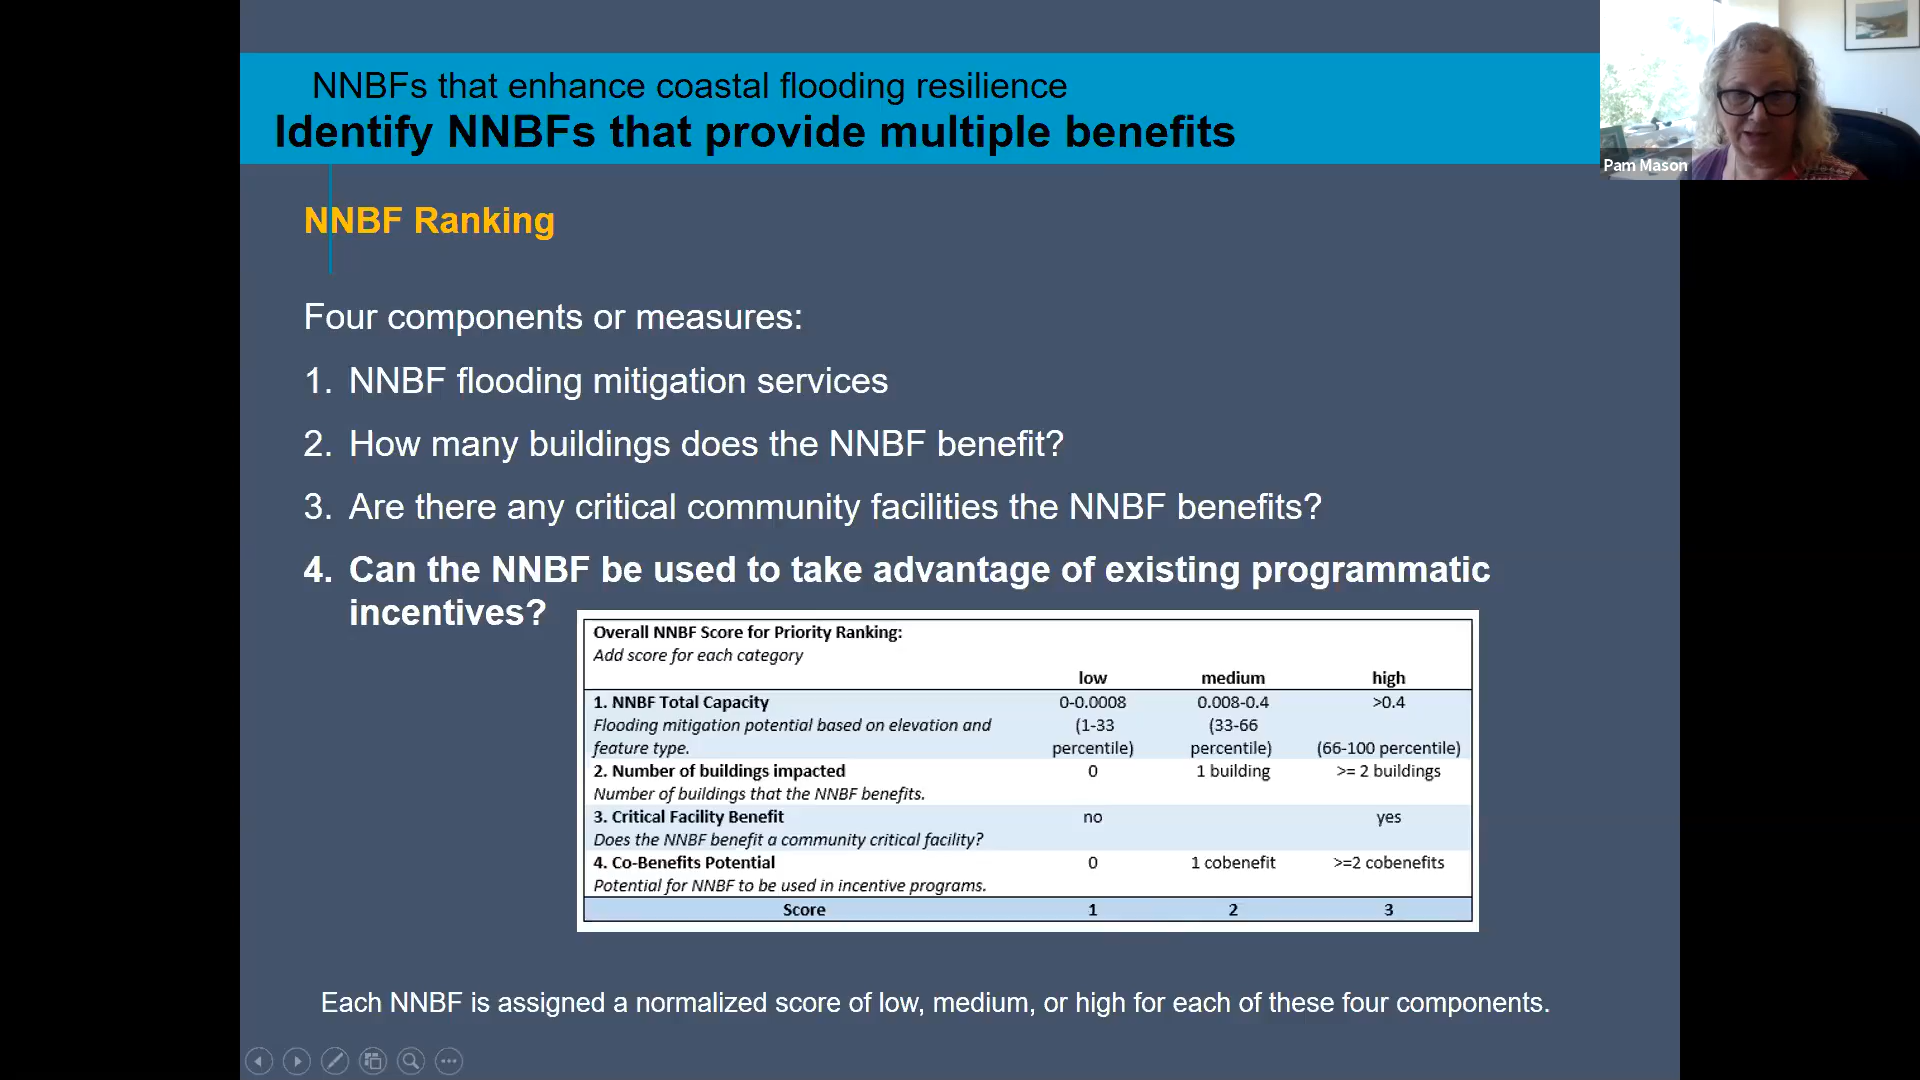 NNBFs that enhance coastal flooding resilience
Identify NNBFs that provide multiple benefits
Pam Mason
NNBF Ranking
Four components or measures:
1. NNBF flooding mitigation services
2. How many buildings does the NNBF benefit?
3. Are there any critical community facilities the NNBF benefits?
4. Can the NNBF be used to take advantage of existing programmatic
incentives?
Overall NNBF Score for Priority Ranking:
Add score for each category
low medium high
1. NNBF Total Capacity 0-0.0008 0.008-0.4 >0.4
Flooding mitigation potential based on elevation and (1-33 (33-66
feature type. percentile) percentile) (66-100 percentile)
2. Number of buildings impacted 0 1 building >= 2 buildings
Number of buildings that the NNBF benefits.
3. Critical Facility Benefit no yes
Does the NNBF benefit a community critical facility?
4. Co-Benefits Potential 0 1 cobenefit >=2 cobenefits
Potential for NNBF to be used in incentive programs.
Score 1 2 3
Each NNBF is assigned a normalized score of low, medium, or high for each of these four components.